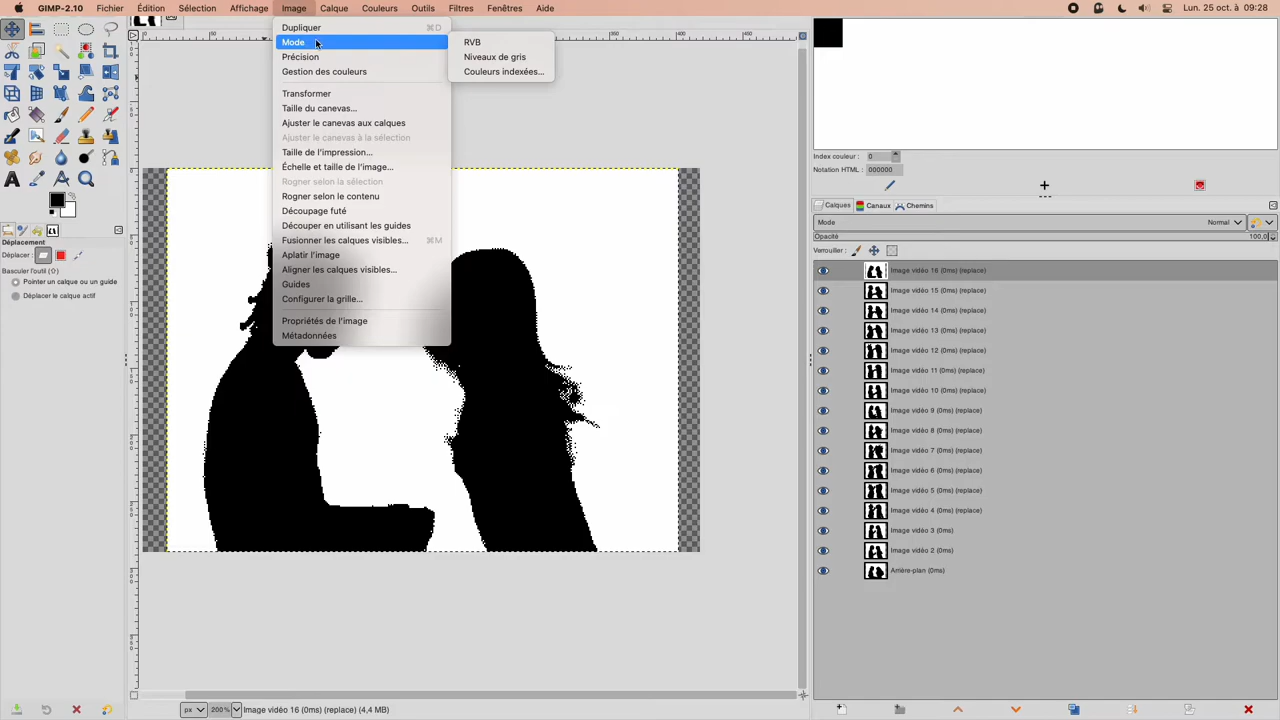 GIMP-2.10 Fichier Édition Sélection Affichage Image Calque Couleurs Outils Filtres Fenêtres Aide Lun. 25 oct. à 09:28
Dupliquer ⌘D
Mode
Précision
Gestion des couleurs
Transformer
Taille du canevas...
Ajuster le canevas aux calques
Ajuster le canevas à la sélection
Taille de l'impression...
Échelle et taille de l'image...
Rogner selon la sélection
Rogner selon le contenu
Découpage futé
Découper en utilisant les guides
Fusionner les calques visibles... ⌘M
Aplatir l'image
Aligner les calques visibles...
Guides
Configurer la grille...
Propriétés de l'image
Métadonnées
RVB
Niveaux de gris
Couleurs indexées...
Déplacement
Déplacer :
Basculer l'outil (⇧)
Pointer un calque ou un guide
Déplacer le calque actif
Index couleur : 0
Notation HTML : 000000
Calques Canaux Chemins
Mode Normal
Opacité 100,0
Verrouiller :
Image vidéo 16 (0ms) (replace)
Image vidéo 15 (0ms) (replace)
Image vidéo 14 (0ms) (replace)
Image vidéo 13 (0ms) (replace)
Image vidéo 12 (0ms) (replace)
Image vidéo 11 (0ms) (replace)
Image vidéo 10 (0ms) (replace)
Image vidéo 9 (0ms) (replace)
Image vidéo 8 (0ms) (replace)
Image vidéo 7 (0ms) (replace)
Image vidéo 6 (0ms) (replace)
Image vidéo 5 (0ms) (replace)
Image vidéo 4 (0ms) (replace)
Image vidéo 3 (0ms)
Image vidéo 2 (0ms)
Arrière-plan (0ms)
px 200 % Image vidéo 16 (0ms) (replace) (4,4 MB)